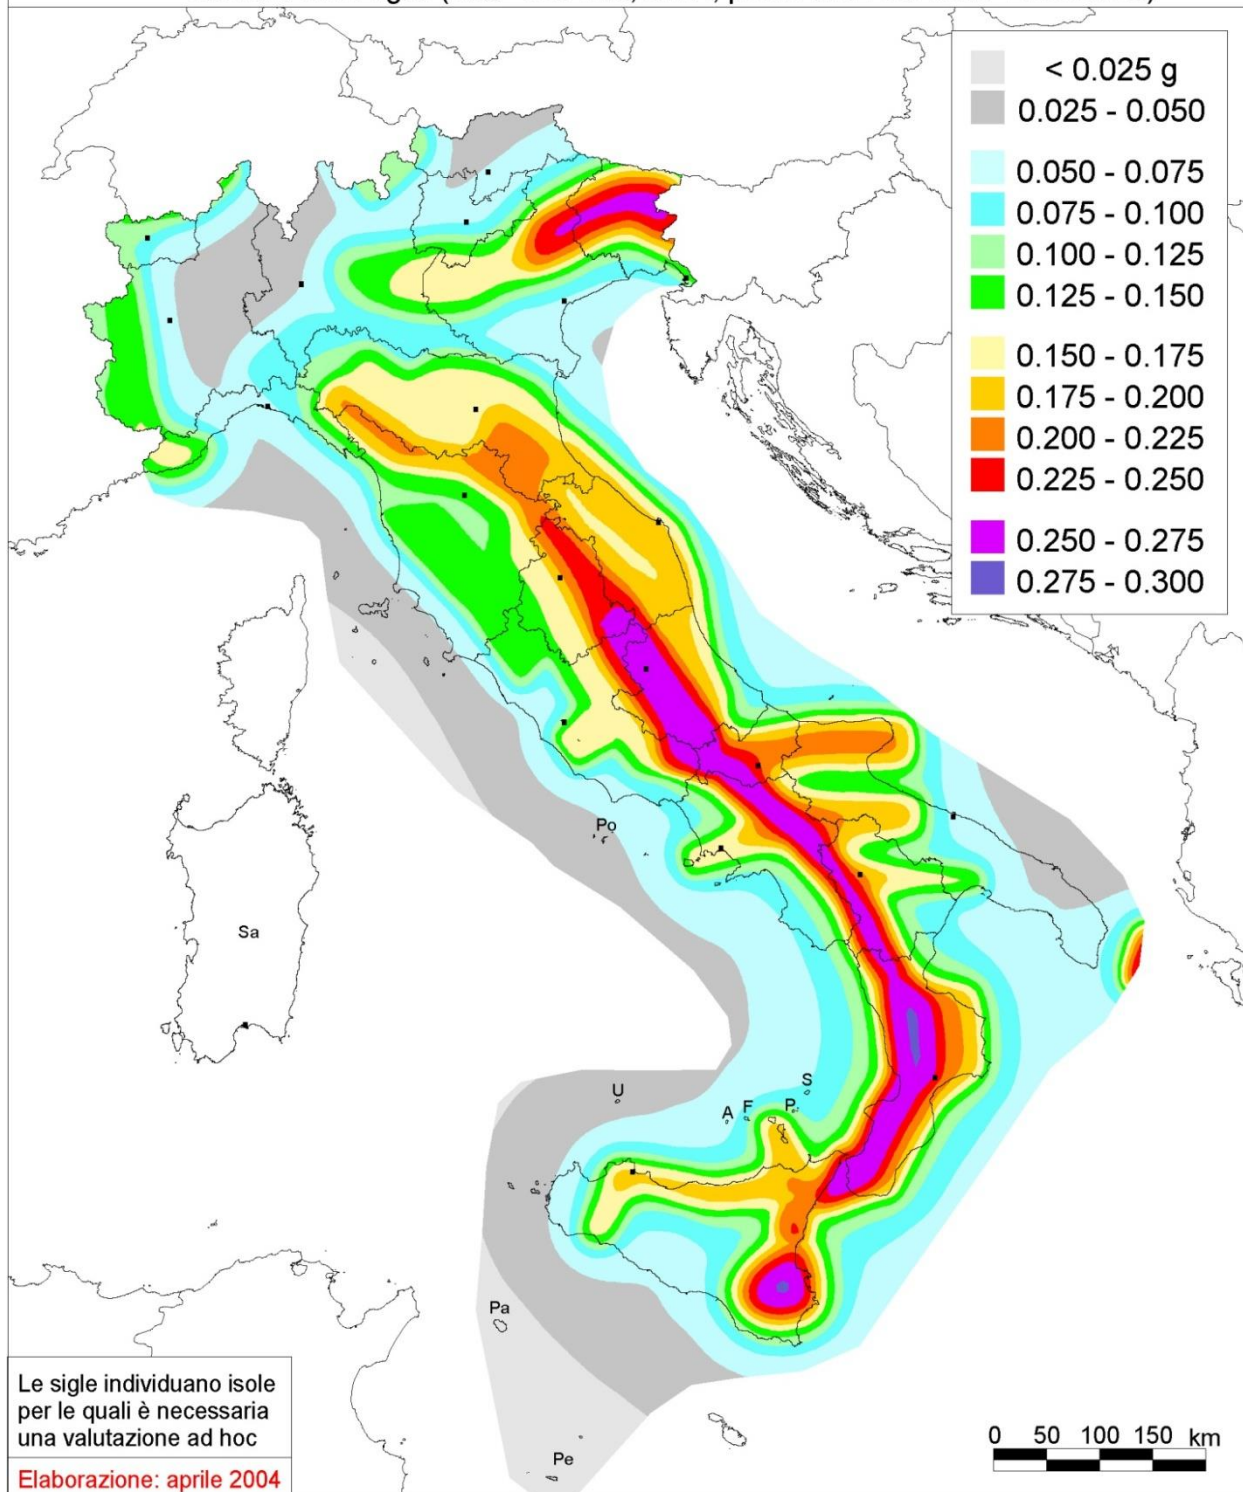 < 0.025 g
0.025 - 0.050
0.050 - 0.075
0.075 - 0.100
0.100 - 0.125
0.125 - 0.150
0.150 - 0.175
0.175 - 0.200
0.200 - 0.225
0.225 - 0.250
0.250 - 0.275
0.275 - 0.300
Po
Sa
S
U
A F P
Pa
Pe
Le sigle individuano isole
per le quali è necessaria
una valutazione ad hoc
Elaborazione: aprile 2004
0 50 100 150 km